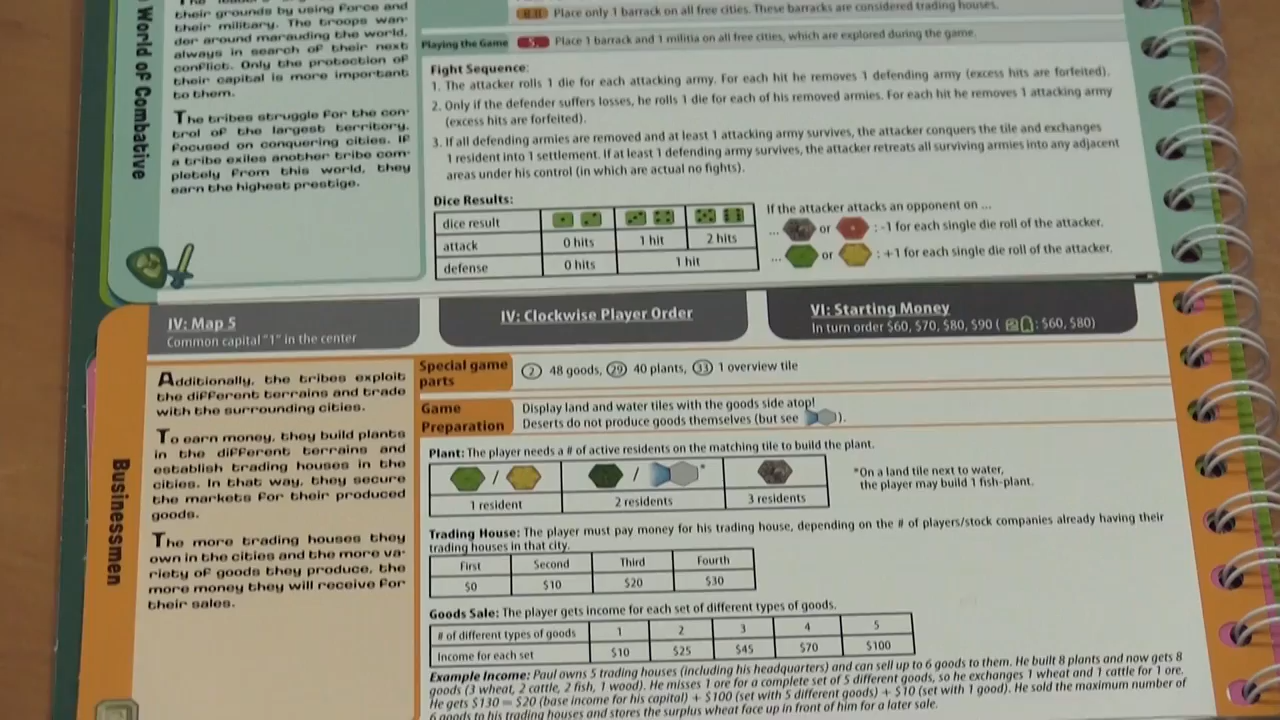 World of Combative
their grounds by using force and
their military. The troops wan-
der around marauding the world,
always in search of their next
conflict. Only the protection of
their capital is more important
to them.
The tribes struggle for the con-
trol of the largest territory,
focused on conquering cities. If
a tribe exiles another tribe com-
pletely from this world, they
earn the highest prestige.
Place only 1 barrack on all free cities. These barracks are considered trading houses.
Playing the Game Place 1 barrack and 1 militia on all free cities, which are explored during the game.
Fight Sequence:
1. The attacker rolls 1 die for each attacking army. For each hit he removes 1 defending army (excess hits are forfeited).
2. Only if the defender suffers losses, he rolls 1 die for each of his removed armies. For each hit he removes 1 attacking army
(excess hits are forfeited).
3. If all defending armies are removed and at least 1 attacking army survives, the attacker conquers the tile and exchanges
1 resident into 1 settlement. If at least 1 defending army survives, the attacker retreats all surviving armies into any adjacent
areas under his control (in which are actual no fights).
Dice Results:
dice result
attack 0 hits 1 hit 2 hits
defense 0 hits 1 hit
If the attacker attacks an opponent on ...
... or : -1 for each single die roll of the attacker.
... or : +1 for each single die roll of the attacker.
IV: Map 5
Common capital "1" in the center
IV: Clockwise Player Order
VI: Starting Money
In turn order $60, $70, $80, $90 ( : $60, $80)
Businessmen
Additionally, the tribes exploit
the different terrains and trade
with the surrounding cities.
To earn money, they build plants
in the different terrains and
establish trading houses in the
cities. In that way, they secure
the markets for their produced
goods.
The more trading houses they
own in the cities and the more va-
riety of goods they produce, the
more money they will receive for
their sales.
Special game
parts
2 48 goods, 29 40 plants, 33 1 overview tile
Game
Preparation
Display land and water tiles with the goods side atop!
Deserts do not produce goods themselves (but see ).
Plant: The player needs a # of active residents on the matching tile to build the plant.
/ / *
1 resident 2 residents 3 residents
*On a land tile next to water,
the player may build 1 fish-plant.
Trading House: The player must pay money for his trading house, depending on the # of players/stock companies already having their
trading houses in that city.
First Second Third Fourth
$0 $10 $20 $30
Goods Sale: The player gets income for each set of different types of goods.
# of different types of goods 1 2 3 4 5
Income for each set $10 $25 $45 $70 $100
Example Income: Paul owns 5 trading houses (including his headquarters) and can sell up to 6 goods to them. He built 8 plants and now gets 8
goods (3 wheat, 2 cattle, 2 fish, 1 wood). He misses 1 ore for a complete set of 5 different goods, so he exchanges 1 wheat and 1 cattle for 1 ore.
He gets $130 = $20 (base income for his capital) + $100 (set with 5 different goods) + $10 (set with 1 good). He sold the maximum number of
6 goods to his trading houses and stores the surplus wheat face up in front of him for a later sale.